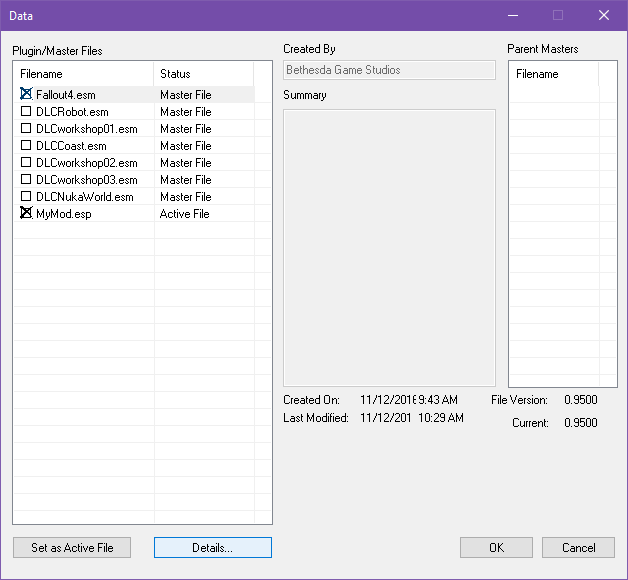 Data
Plugin/Master Files
Filename Status
Fallout4.esm Master File
DLCRobot.esm Master File
DLCworkshop01.esm Master File
DLCCoast.esm Master File
DLCworkshop02.esm Master File
DLCworkshop03.esm Master File
DLCNukaWorld.esm Master File
MyMod.esp Active File
Set as Active File
Details...
Created By
Bethesda Game Studios
Summary
Created On: 11/12/2016 9:43 AM
Last Modified: 11/12/201 10:29 AM
Parent Masters
Filename
File Version: 0.9500
Current: 0.9500
OK
Cancel